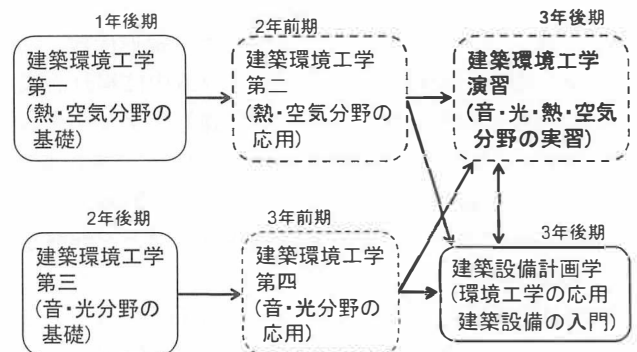 1年後期
建築環境工学
第一
(熱・空気分野の
基礎)
2年前期
建築環境工学
第二
(熱・空気分野の
応用)
3年後期
建築環境工学
演習
(音・光・熱・空気
分野の実習)
2年後期
建築環境工学
第三
(音・光分野の
基礎)
3年前期
建築環境工学
第四
(音・光分野の
応用)
3年後期
建築設備計画学
(環境工学の応用
建築設備の入門)